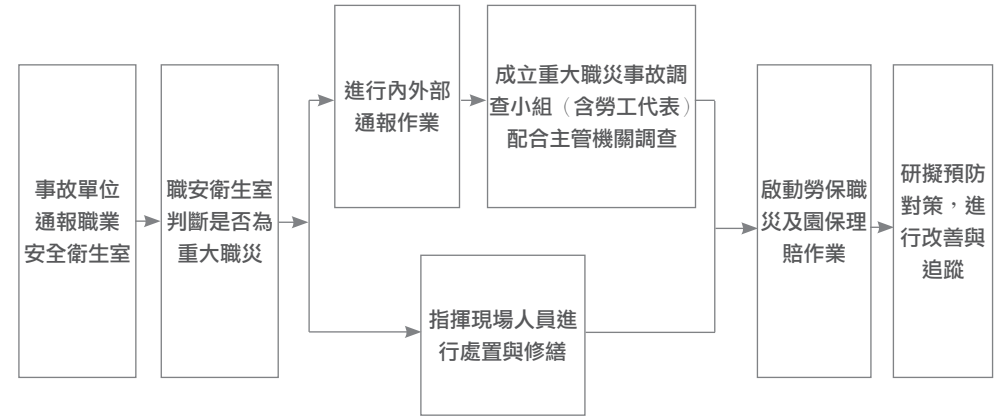 事故單位
通報職業
安全衛生室
職安衛生室
判斷是否為
重大職災
進行內外部
通報作業
成立重大職災事故調
查小組（含勞工代表）
配合主管機關調查
指揮現場人員進
行處置與修繕
啟動勞保職
災及園保理
賠作業
研擬預防
對策，進
行改善與
追蹤